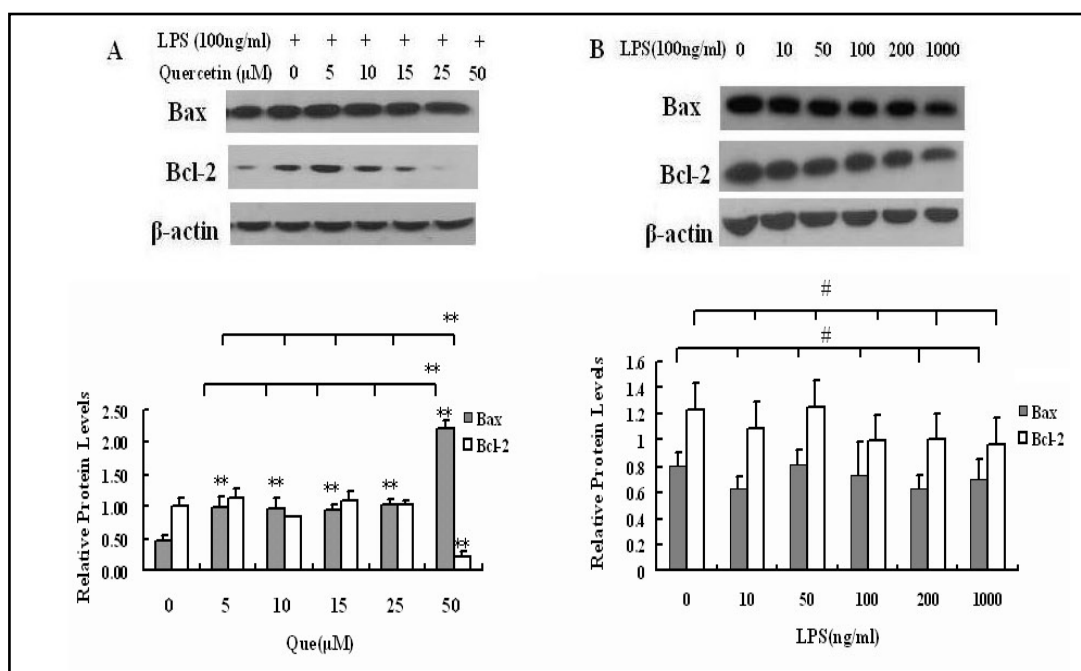 A
LPS (100ng/ml) + + + + + +
Quercetin (μM) 0 5 10 15 25 50
Bax
Bcl-2
β-actin
**
**
** ** ** ** ** **
Relative Protein Levels
2.50
2.00
1.50
1.00
0.50
0.00
Bax
Bcl-2
0 5 10 15 25 50
Que(μM)
B
LPS(100ng/ml) 0 10 50 100 200 1000
Bax
Bcl-2
β-actin
#
#
Relative Protein Levels
1.6
1.4
1.2
1
0.8
0.6
0.4
0.2
0
Bax
Bcl-2
0 10 50 100 200 1000
LPS(ng/ml)